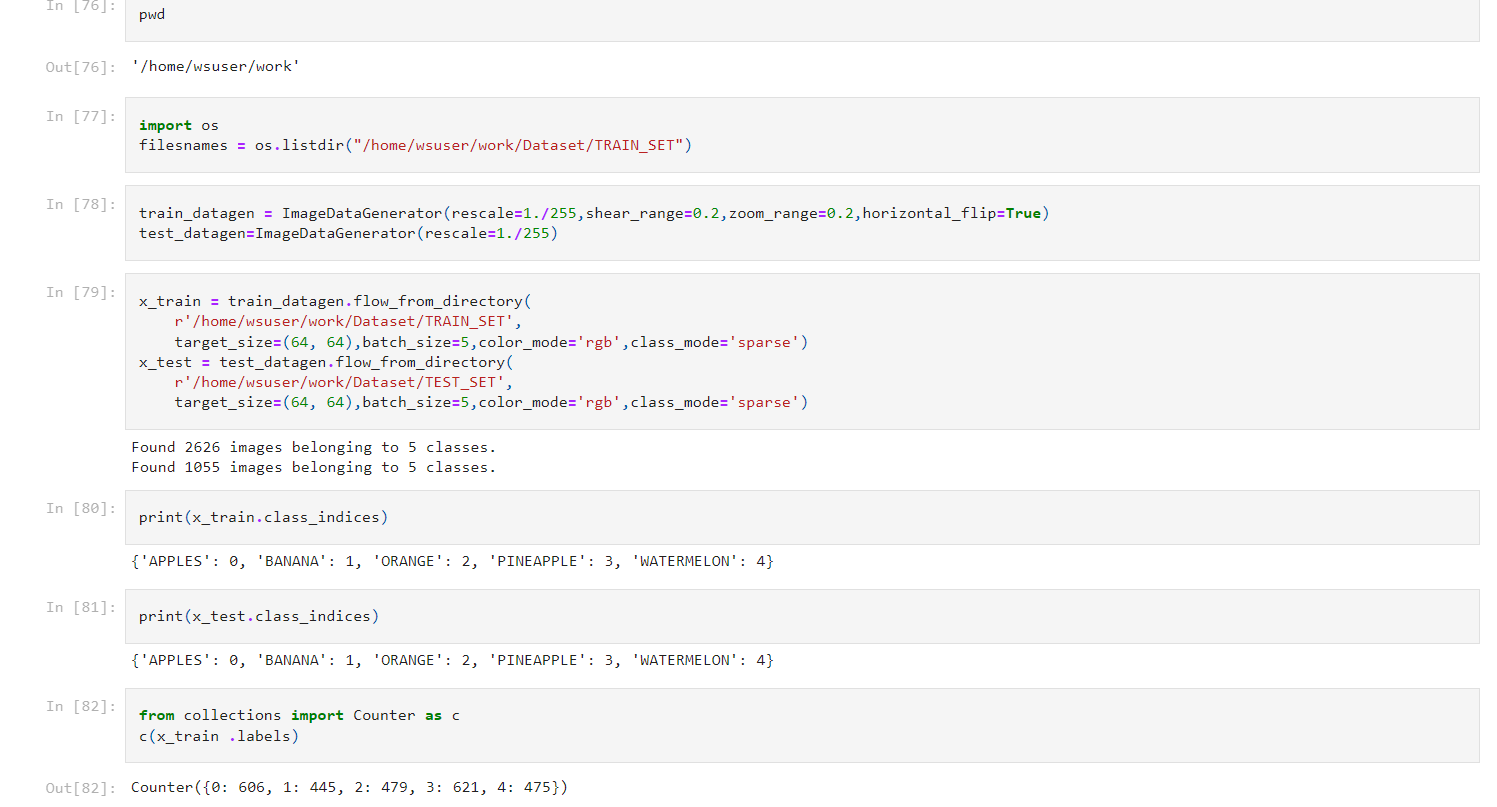 In [76]:
pwd
Out[76]: '/home/wsuser/work'
In [77]:
import os
filesnames = os.listdir("/home/wsuser/work/Dataset/TRAIN_SET")
In [78]:
train_datagen = ImageDataGenerator(rescale=1./255,shear_range=0.2,zoom_range=0.2,horizontal_flip=True)
test_datagen=ImageDataGenerator(rescale=1./255)
In [79]:
x_train = train_datagen.flow_from_directory(
    r'/home/wsuser/work/Dataset/TRAIN_SET',
    target_size=(64, 64),batch_size=5,color_mode='rgb',class_mode='sparse')
x_test = test_datagen.flow_from_directory(
    r'/home/wsuser/work/Dataset/TEST_SET',
    target_size=(64, 64),batch_size=5,color_mode='rgb',class_mode='sparse')
Found 2626 images belonging to 5 classes.
Found 1055 images belonging to 5 classes.
In [80]:
print(x_train.class_indices)
{'APPLES': 0, 'BANANA': 1, 'ORANGE': 2, 'PINEAPPLE': 3, 'WATERMELON': 4}
In [81]:
print(x_test.class_indices)
{'APPLES': 0, 'BANANA': 1, 'ORANGE': 2, 'PINEAPPLE': 3, 'WATERMELON': 4}
In [82]:
from collections import Counter as c
c(x_train .labels)
Out[82]: Counter({0: 606, 1: 445, 2: 479, 3: 621, 4: 475})